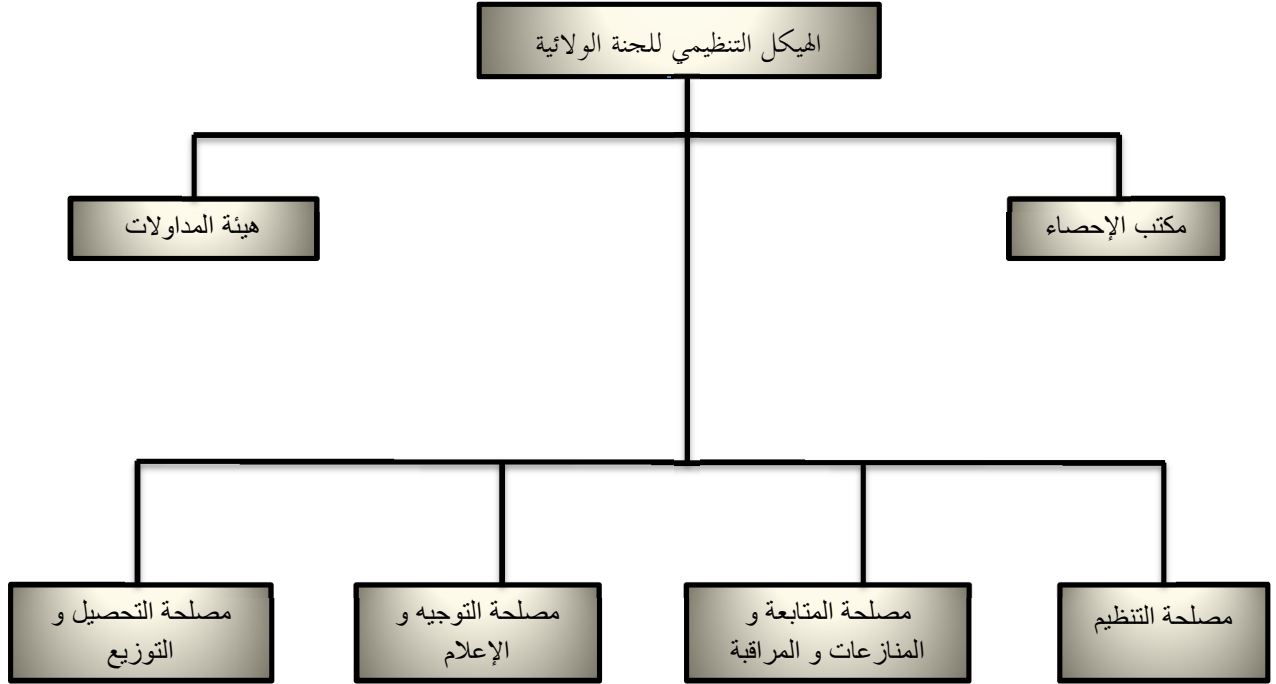 الهيكل التنظيمي للجنة الولائية
مكتب الإحصاء
هيئة المداولات
مصلحة التنظيم
مصلحة المتابعة و
المنازعات و المراقبة
مصلحة التوجيه و
الإعلام
مصلحة التحصيل و
التوزيع